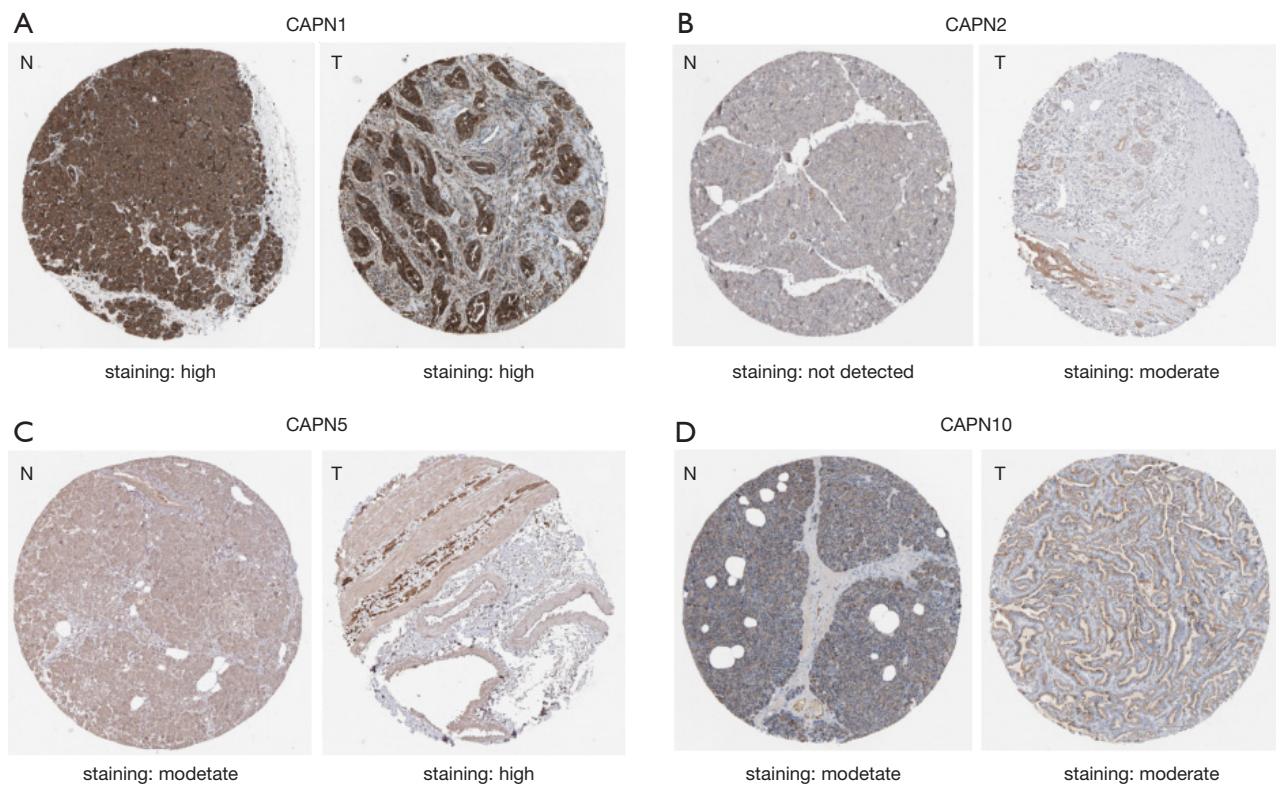 A
CAPN1
N
T
staining: high
staining: high
B
CAPN2
N
T
staining: not detected
staining: moderate
C
CAPN5
N
T
staining: modetate
staining: high
D
CAPN10
N
T
staining: modetate
staining: moderate